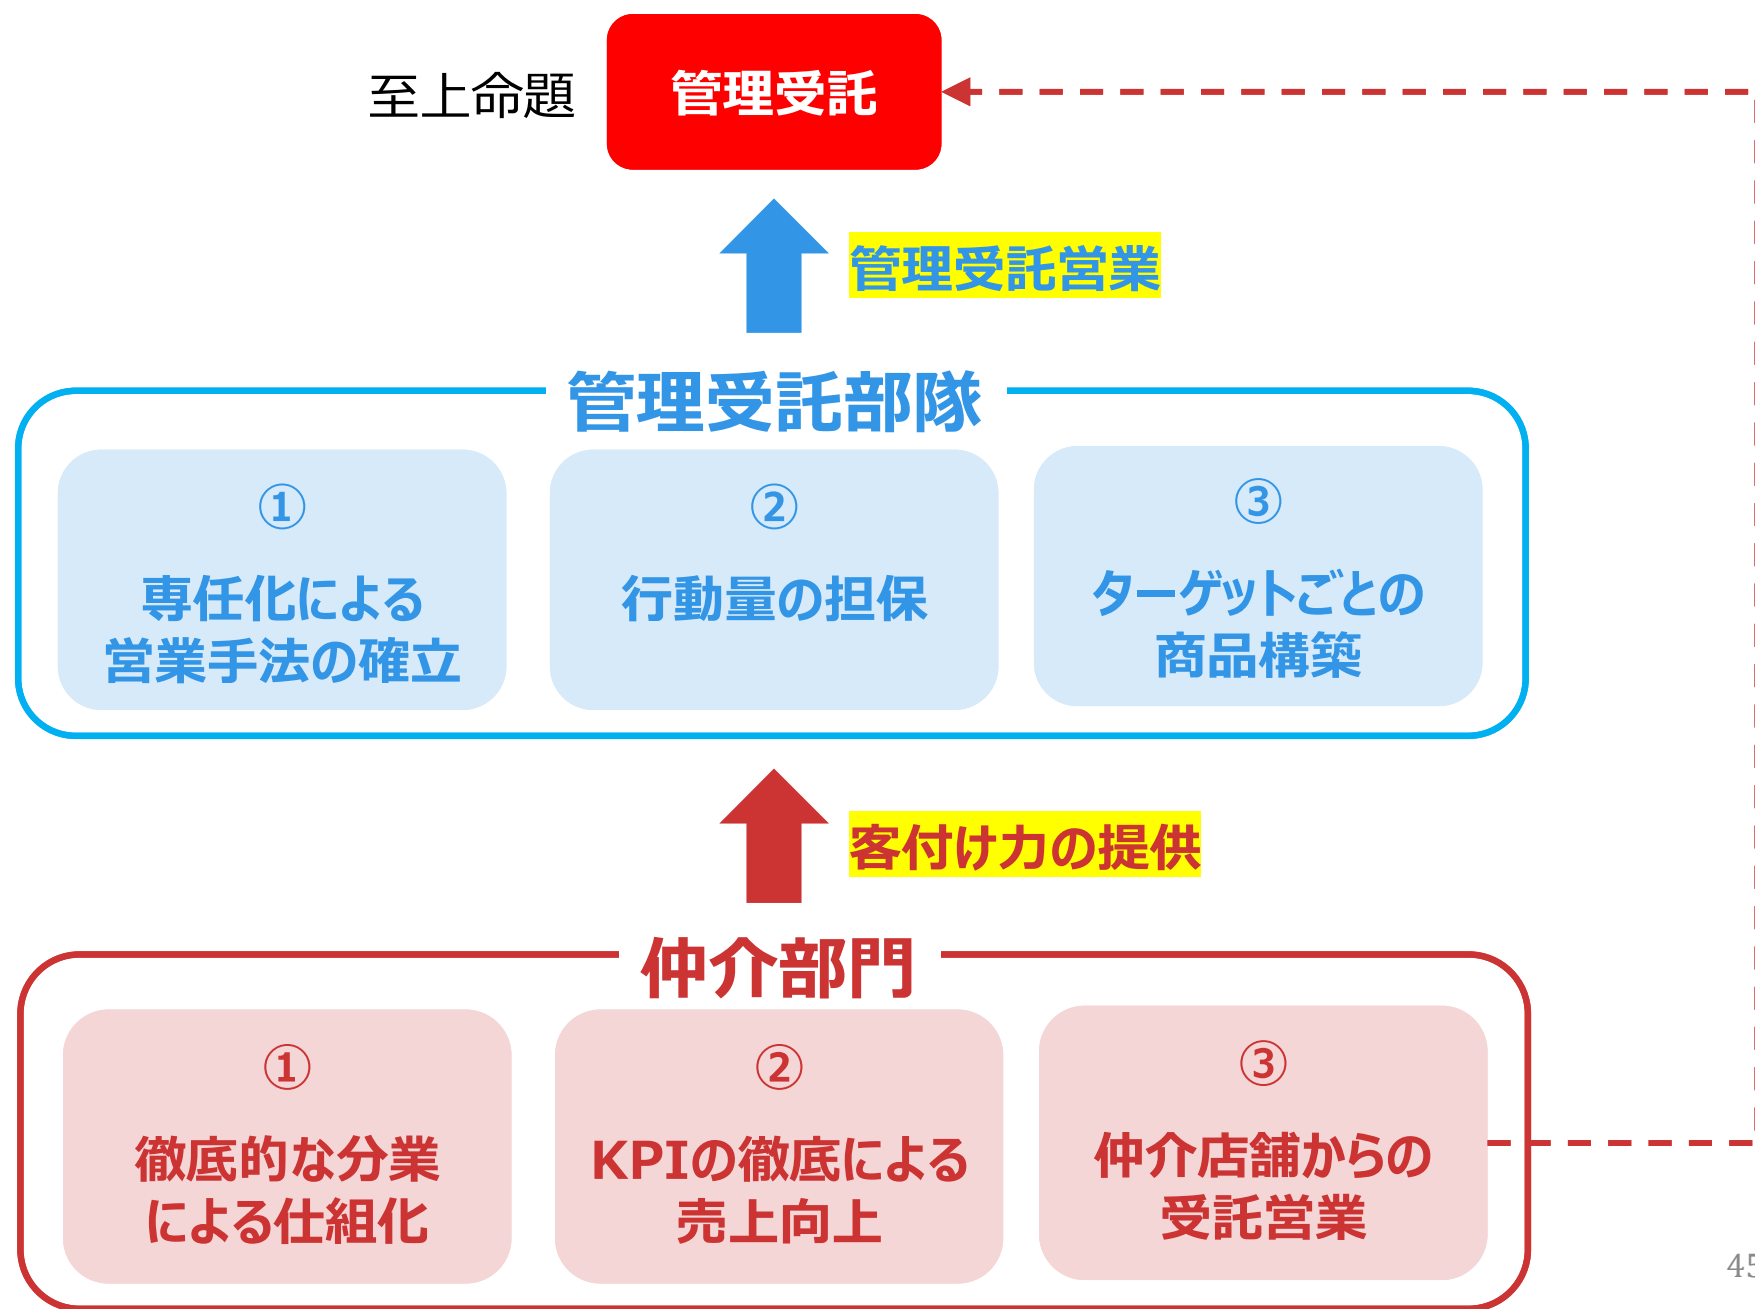 至上命題
管理受託
管理受託営業
管理受託部隊
①
専任化による
営業手法の確立
②
行動量の担保
③
ターゲットごとの
商品構築
客付け力の提供
仲介部門
①
徹底的な分業
による仕組化
②
KPIの徹底による
売上向上
③
仲介店舗からの
受託営業
45